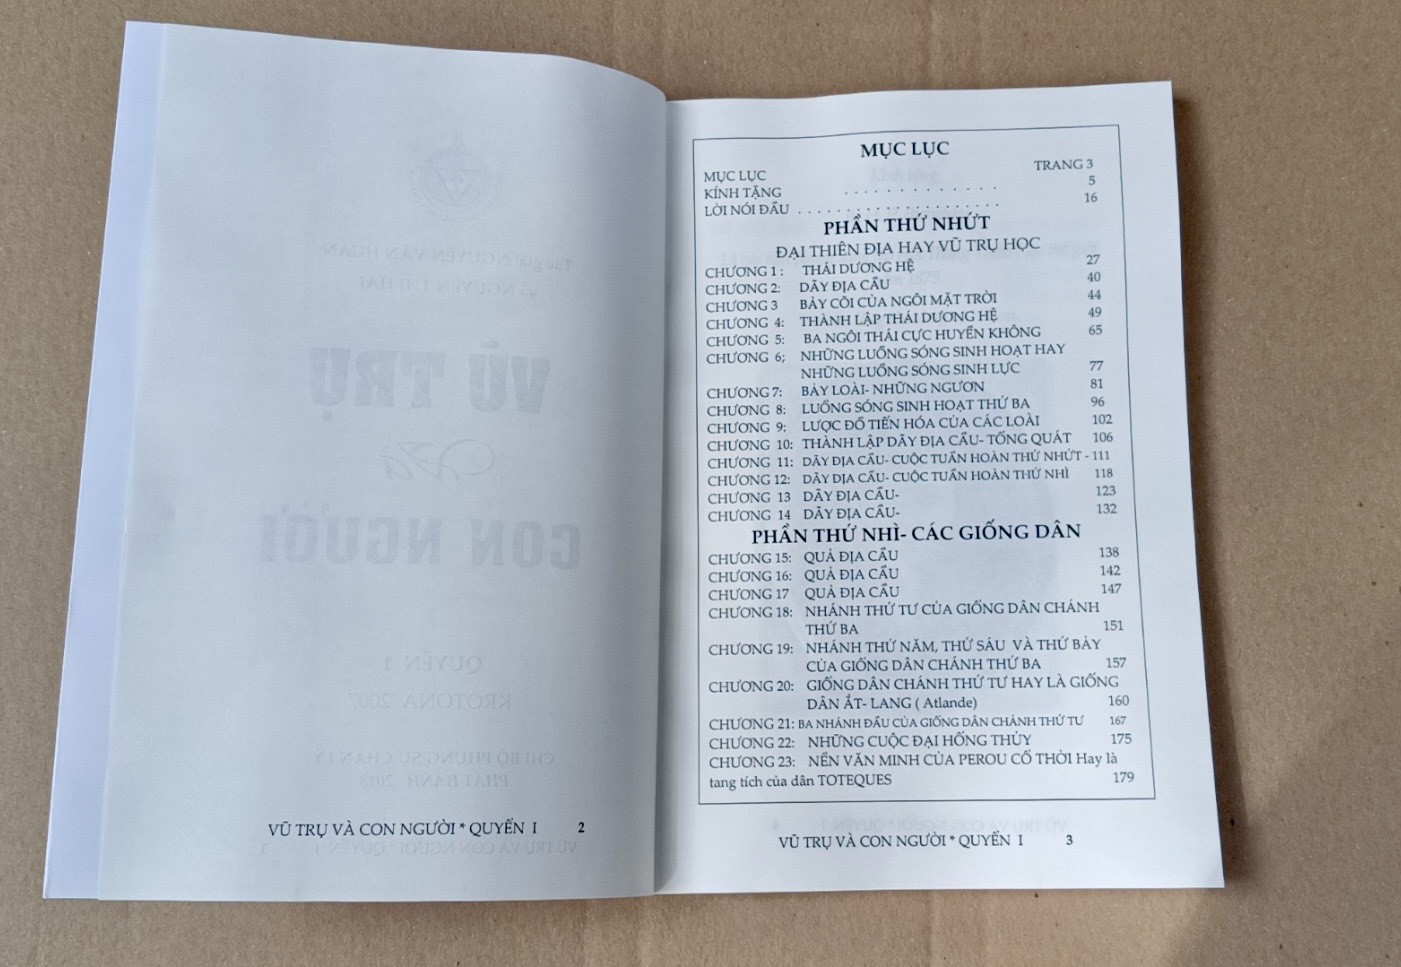 VŨ TRỤ VÀ CON NGƯỜI * QUYỂN I 2
MỤC LỤC
MỤC LỤC TRANG 3
KÍNH TẶNG . . . . . . . . . . . . 5
LỜI NÓI ĐẦU . . . . . . . . . . . . . . . . . . . . . 16
PHẦN THỨ NHỨT
ĐẠI THIÊN ĐỊA HAY VŨ TRỤ HỌC
CHƯƠNG 1 : THÁI DƯƠNG HỆ 27
CHƯƠNG 2: DÃY ĐỊA CẦU 40
CHƯƠNG 3 BẢY CÕI CỦA NGÔI MẶT TRỜI 44
CHƯƠNG 4: THÀNH LẬP THÁI DƯƠNG HỆ 49
CHƯƠNG 5: BA NGÔI THÁI CỰC HUYỀN KHÔNG 65
CHƯƠNG 6; NHỮNG LUỒNG SÓNG SINH HOẠT HAY
NHỮNG LUỒNG SÓNG SINH LỰC 77
CHƯƠNG 7: BẢY LOÀI- NHỮNG NGƯƠN 81
CHƯƠNG 8: LUỒNG SÓNG SINH HOẠT THỨ BA 96
CHƯƠNG 9: LƯỢC ĐỒ TIẾN HÓA CỦA CÁC LOÀI 102
CHƯƠNG 10: THÀNH LẬP DÃY ĐỊA CẦU- TỔNG QUÁT 106
CHƯƠNG 11: DÃY ĐỊA CẦU- CUỘC TUẦN HOÀN THỨ NHỨT - 111
CHƯƠNG 12: DÃY ĐỊA CẦU- CUỘC TUẦN HOÀN THỨ NHÌ 118
CHƯƠNG 13 DÃY ĐỊA CẦU- 123
CHƯƠNG 14 DÃY ĐỊA CẦU- 132
PHẦN THỨ NHÌ- CÁC GIỐNG DÂN
CHƯƠNG 15: QUẢ ĐỊA CẦU 138
CHƯƠNG 16: QUẢ ĐỊA CẦU 142
CHƯƠNG 17 QUẢ ĐỊA CẦU 147
CHƯƠNG 18: NHÁNH THỨ TƯ CỦA GIỐNG DÂN CHÁNH
THỨ BA 151
CHƯƠNG 19: NHÁNH THỨ NĂM, THỨ SÁU VÀ THỨ BẢY
CỦA GIỐNG DÂN CHÁNH THỨ BA 157
CHƯƠNG 20: GIỐNG DÂN CHÁNH THỨ TƯ HAY LÀ GIỐNG
DÂN ẮT- LANG ( Atlande) 160
CHƯƠNG 21: BA NHÁNH ĐẦU CỦA GIỐNG DÂN CHÁNH THỨ TƯ 167
CHƯƠNG 22: NHỮNG CUỘC ĐẠI HỒNG THỦY 175
CHƯƠNG 23: NỀN VĂN MINH CỦA PEROU CỔ THỜI Hay là
tang tích của dân TOTEQUES 179
VŨ TRỤ VÀ CON NGƯỜI * QUYỂN I 3